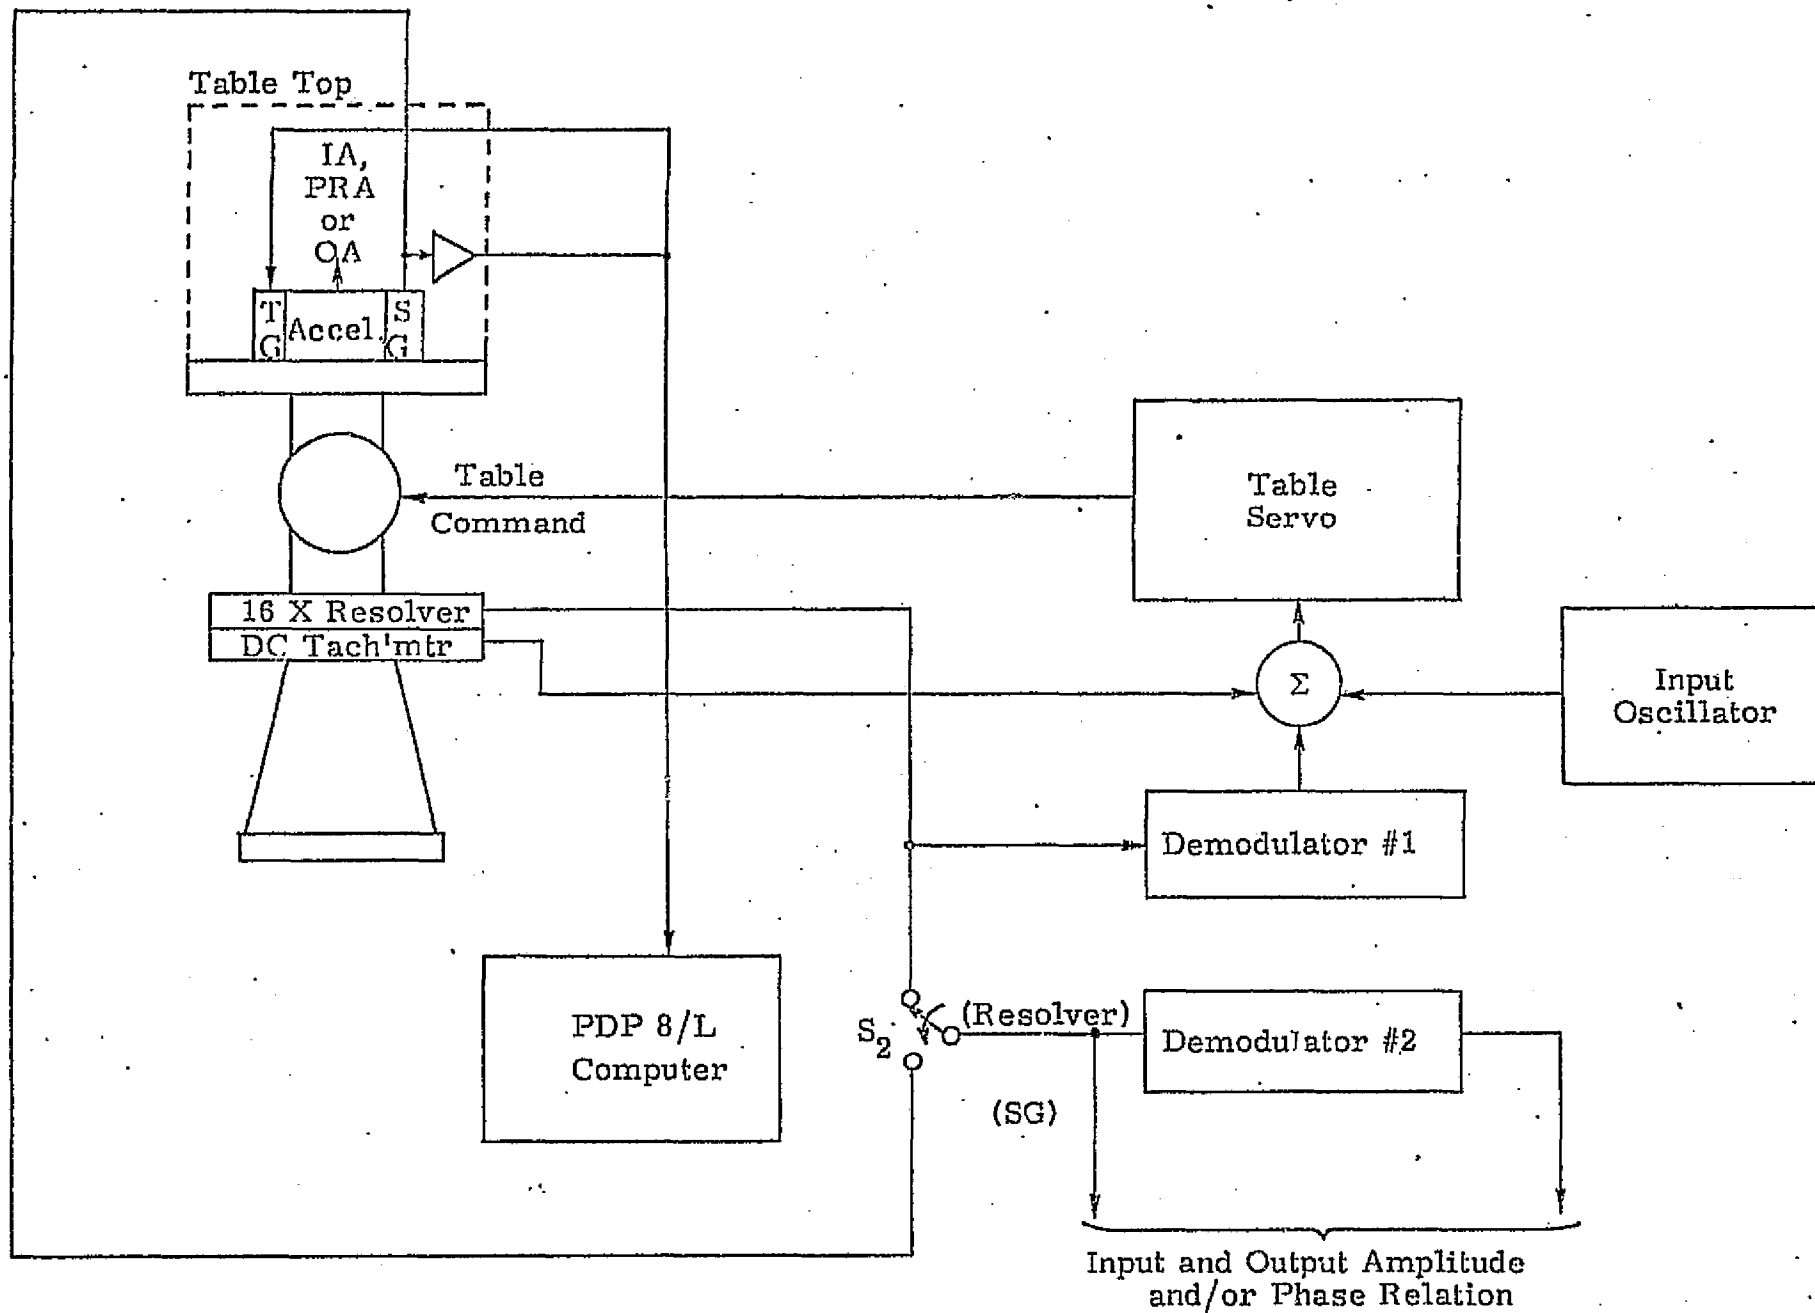 Table Top
IA,
PRA
or
OA
T
G
Accel.
S
G
Table
Command
Table
Servo
16 X Resolver
DC Tach'mtr
Σ
Input
Oscillator
Demodulator #1
PDP 8/L
Computer
S2
(Resolver)
Demodulator #2
(SG)
Input and Output Amplitude
and/or Phase Relation